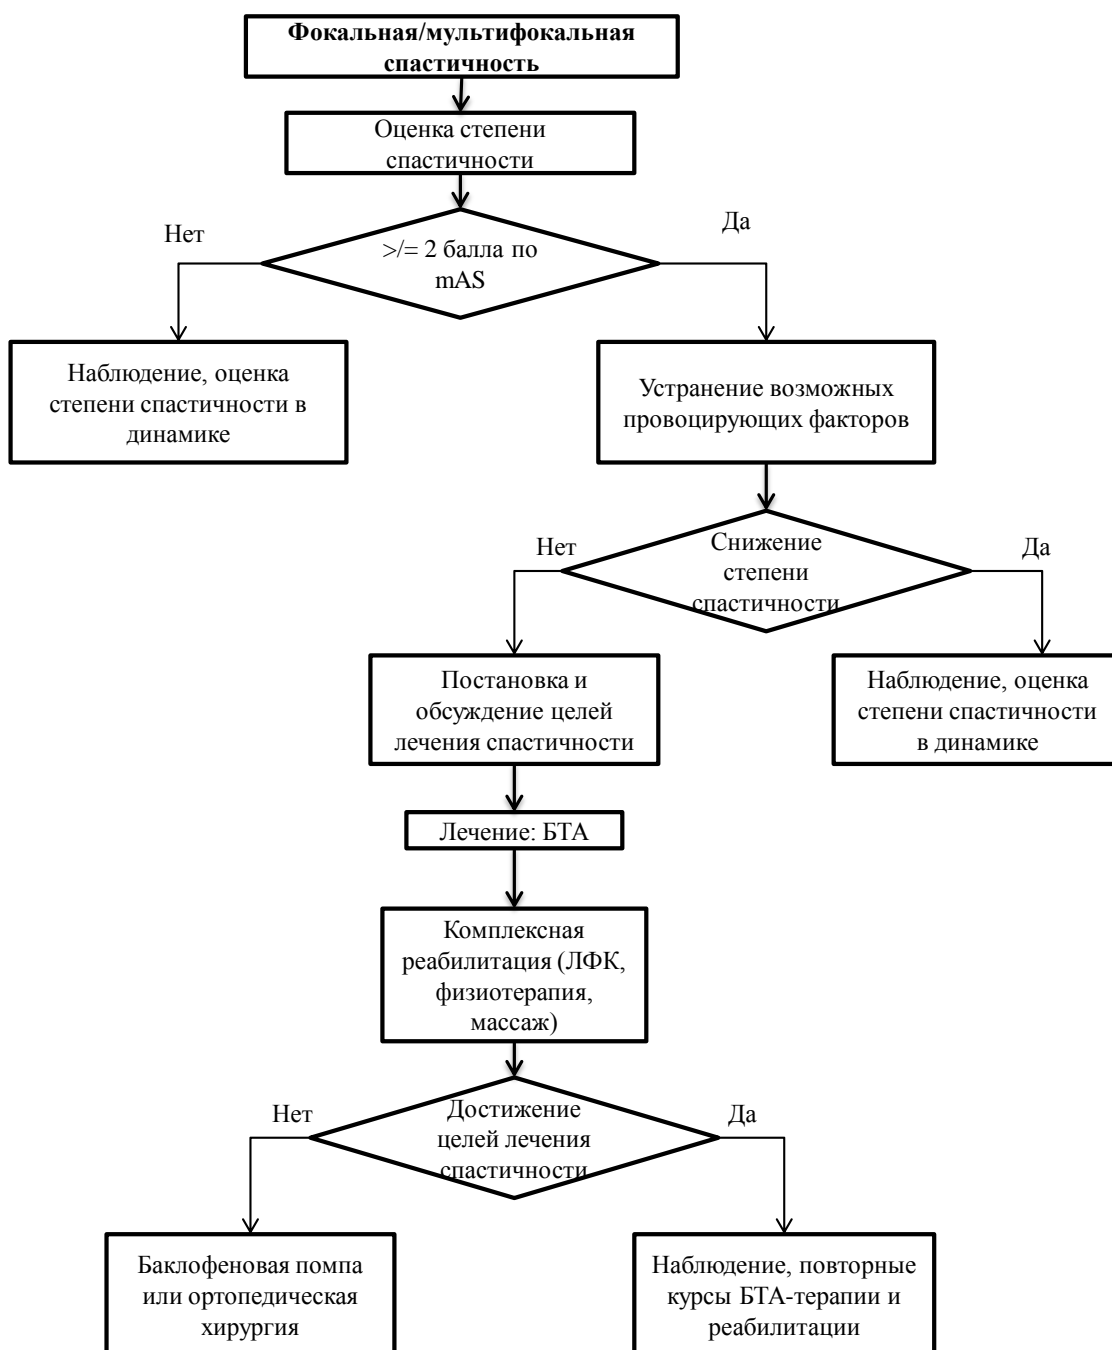 Фокальная/мультифокальная
спастичность
Оценка степени
спастичности
Нет
Да
>/= 2 балла по
mAS
Наблюдение, оценка
степени спастичности в
динамике
Устранение возможных
провоцирующих факторов
Нет
Да
Снижение
степени
спастичности
Постановка и
обсуждение целей
лечения спастичности
Наблюдение, оценка
степени спастичности
в динамике
Лечение: БТА
Комплексная
реабилитация (ЛФК,
физиотерапия,
массаж)
Нет
Да
Достижение
целей лечения
спастичности
Баклофеновая помпа
или ортопедическая
хирургия
Наблюдение, повторные
курсы БТА-терапии и
реабилитации